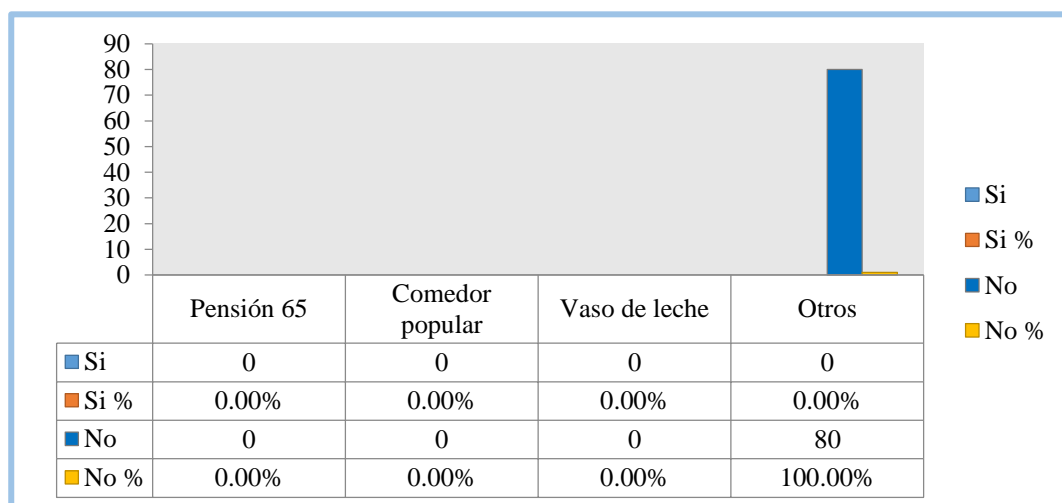 90
80
70
60
50
40
30
20
10
0
Si
Si %
No
No %
Pensión 65 Comedor popular Vaso de leche Otros
Si 0 0 0 0
Si % 0.00% 0.00% 0.00% 0.00%
No 0 0 0 80
No % 0.00% 0.00% 0.00% 100.00%